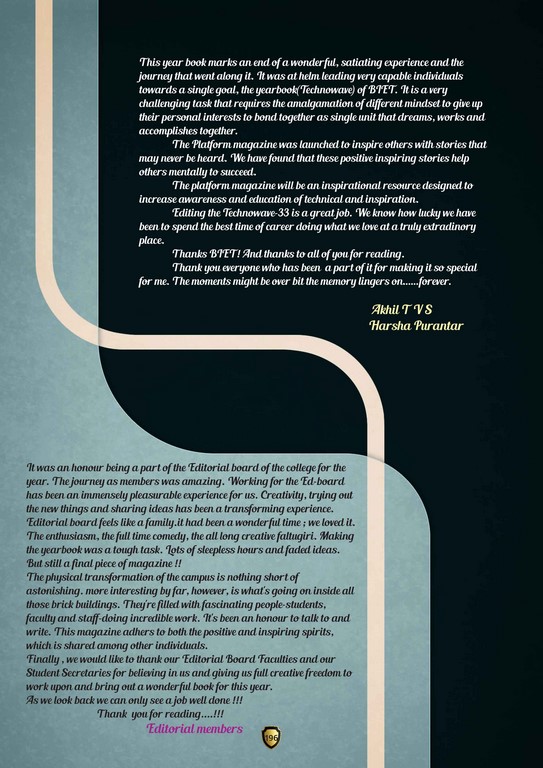 This year book marks an end of a wonderful, satiating experience and the
journey that went along it. It was at helm leading very capable individuals
towards a single goal, the yearbook(Technowave) of BIET. It is a very
challenging task that requires the amalgamation of different mindset to give up
their personal interests to bond together as single unit that dreams, works and
accomplishes together.
The Platform magazine was launched to inspire others with stories that
may never be heard. We have found that these positive inspiring stories help
others mentally to succeed.
The platform magazine will be an inspirational resource designed to
increase awareness and education of technical and inspiration.
Editing the Technowave-33 is a great job. We know how lucky we have
been to spend the best time of career doing what we love at a truly extradinory
place.
Thanks BIET! And thanks to all of you for reading.
Thank you everyone who has been a part of it for making it so special
for me. The moments might be over bit the memory lingers on......forever.
Akhil T V S
Harsha Purantar
It was an honour being a part of the Editorial board of the college for the
year. The journey as members was amazing. Working for the Ed-board
has been an immensely pleasurable experience for us. Creativity, trying out
the new things and sharing ideas has been a transforming experience.
Editorial board feels like a family.it had been a wonderful time ; we loved it.
The enthusiasm, the full time comedy, the all long creative faltugiri. Making
the yearbook was a tough task. Lots of sleepless hours and faded ideas.
But still a final piece of magazine !!
The physical transformation of the campus is nothing short of
astonishing. more interesting by far, however, is what's going on inside all
those brick buildings. They're filled with fascinating people-students,
faculty and staff-doing incredible work. It's been an honour to talk to and
write. This magazine adhers to both the positive and inspiring spirits,
which is shared among other individuals.
Finally , we would like to thank our Editorial Board Faculties and our
Student Secretaries for believing in us and giving us full creative freedom to
work upon and bring out a wonderful book for this year.
As we look back we can only see a job well done !!!
Thank you for reading....!!!
Editorial members
196